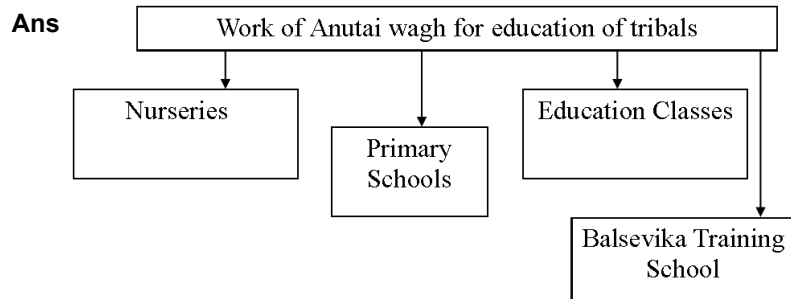 Ans
Work of Anutai wagh for education of tribals
Nurseries
Education Classes
Primary
Schools
Balsevika Training
School